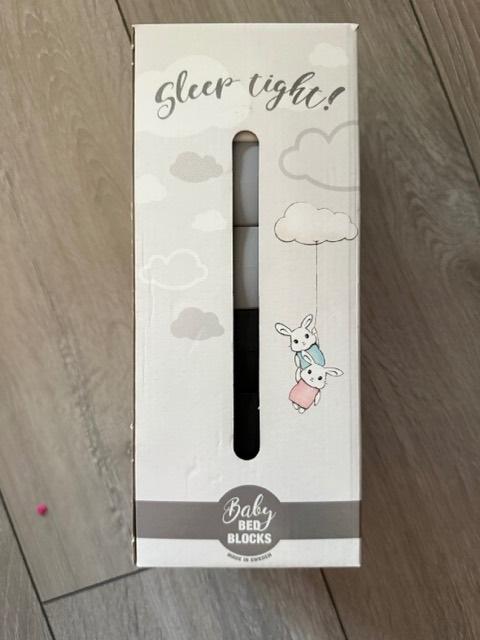 Sleep tight!
Baby
BED
BLOCKS
MADE IN SWEDEN